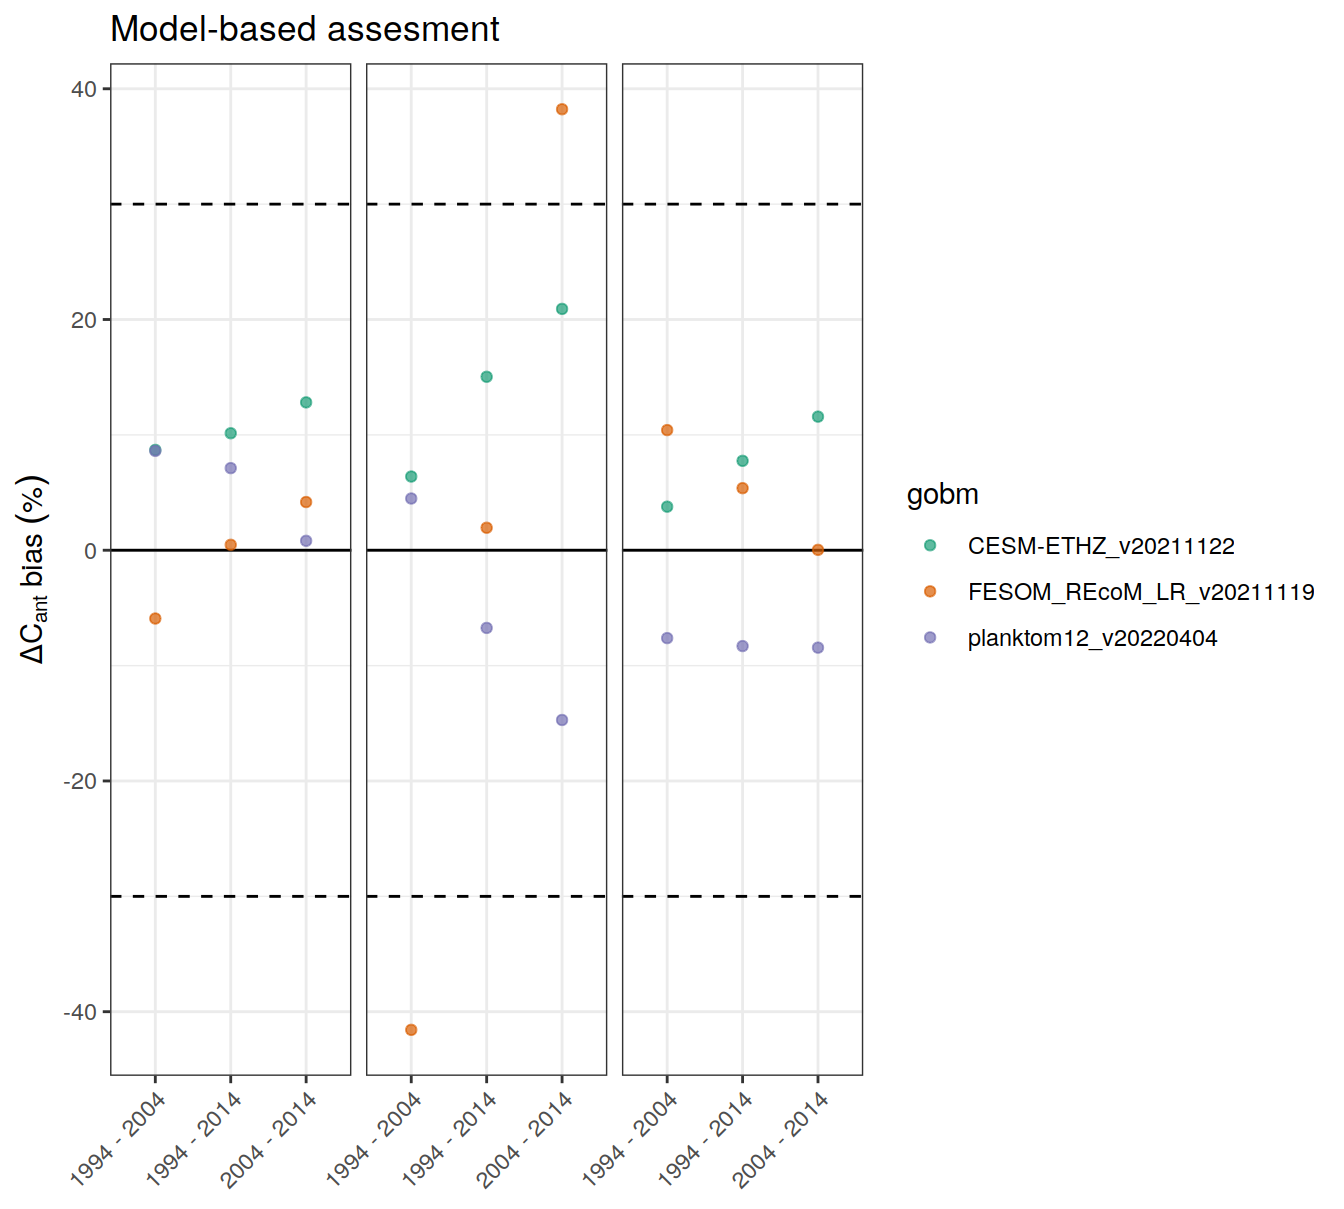 Model-based assesment
40
20
0
-20
-40
ΔCant bias (%)
1994 - 2004
1994 - 2014
2004 - 2014
1994 - 2004
1994 - 2014
2004 - 2014
1994 - 2004
1994 - 2014
2004 - 2014
gobm
CESM-ETHZ_v20211122
FESOM_REcoM_LR_v20211119
planktom12_v20220404